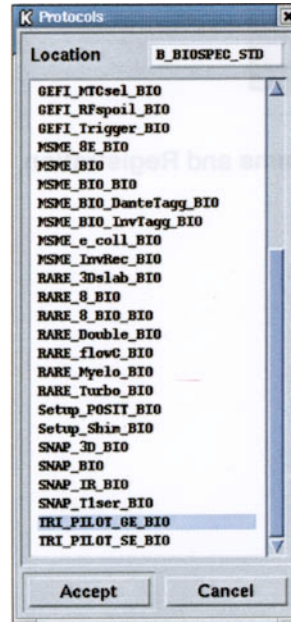 Protocols
Location B_BIOSPEC_STD
GEFI_MTCsel_BIO
GEFI_RFspoil_BIO
GEFI_Trigger_BIO
MSME_8E_BIO
MSME_BIO
MSME_BIO_BIO
MSME_BIO_DanteTagg_BIO
MSME_BIO_InvTagg_BIO
MSME_e_coll_BIO
MSME_InvRec_BIO
RARE_3Dslab_BIO
RARE_8_BIO
RARE_8_BIO_BIO
RARE_Double_BIO
RARE_flowC_BIO
RARE_Myelo_BIO
RARE_Turbo_BIO
Setup_POSIT_BIO
Setup_Shim_BIO
SNAP_3D_BIO
SNAP_BIO
SNAP_IR_BIO
SNAP_T1ser_BIO
TRI_PILOT_GE_BIO
TRI_PILOT_SE_BIO
Accept Cancel